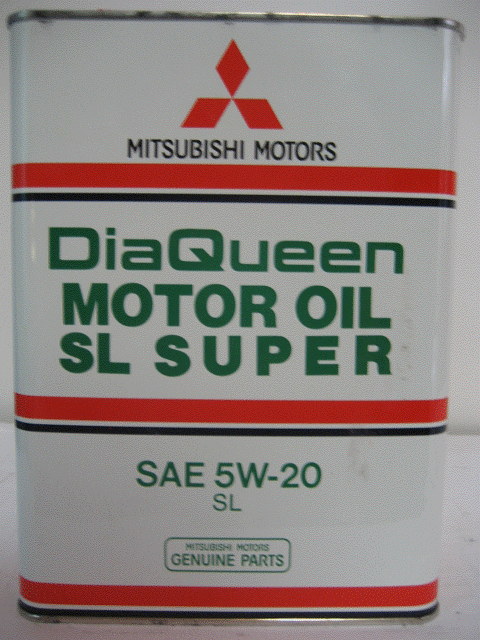 MITSUBISHI MOTORS
DiaQueen
MOTOR OIL
SL SUPER
SAE 5W-20
SL
MITSUBISHI MOTORS
GENUINE PARTS